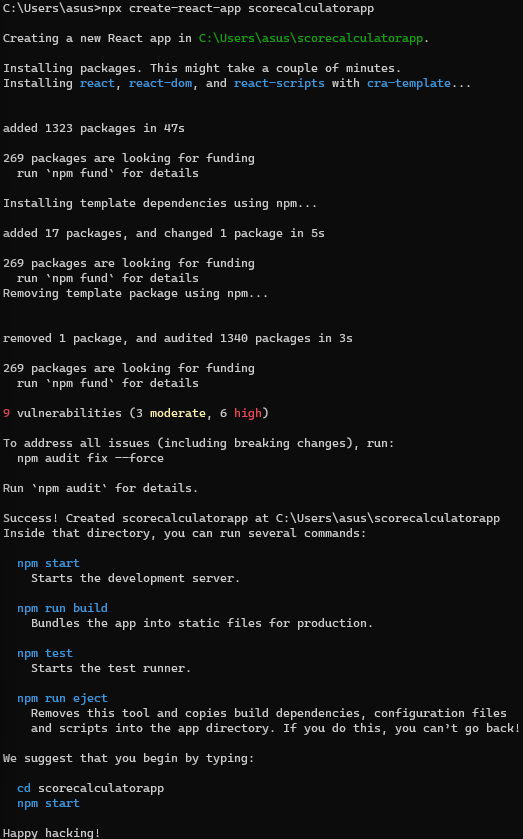 C:\Users\asus>npx create-react-app scorecalculatorapp
Creating a new React app in C:\Users\asus\scorecalculatorapp.
Installing packages. This might take a couple of minutes.
Installing react, react-dom, and react-scripts with cra-template...
added 1323 packages in 47s
269 packages are looking for funding
  run `npm fund` for details
Installing template dependencies using npm...
added 17 packages, and changed 1 package in 5s
269 packages are looking for funding
  run `npm fund` for details
Removing template package using npm...
removed 1 package, and audited 1340 packages in 3s
269 packages are looking for funding
  run `npm fund` for details
9 vulnerabilities (3 moderate, 6 high)
To address all issues (including breaking changes), run:
  npm audit fix --force
Run `npm audit` for details.
Success! Created scorecalculatorapp at C:\Users\asus\scorecalculatorapp
Inside that directory, you can run several commands:
  npm start
    Starts the development server.
  npm run build
    Bundles the app into static files for production.
  npm test
    Starts the test runner.
  npm run eject
    Removes this tool and copies build dependencies, configuration files
    and scripts into the app directory. If you do this, you can't go back!
We suggest that you begin by typing:
  cd scorecalculatorapp
  npm start
Happy hacking!